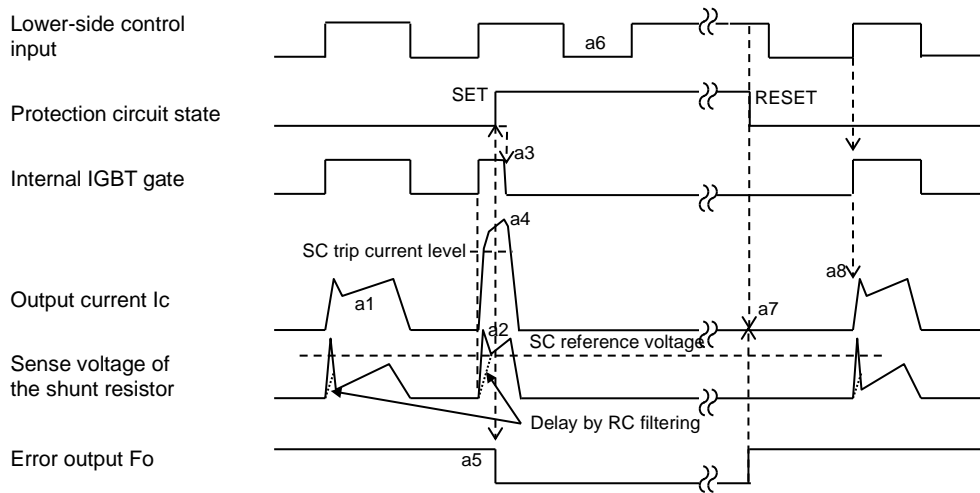 Lower-side control
input
a6
SET
RESET
Protection circuit state
a3
Internal IGBT gate
a4
SC trip current level
a8
Output current Ic
a1
a7
a2
SC reference voltage
Sense voltage of
the shunt resistor
Delay by RC filtering
Error output Fo
a5